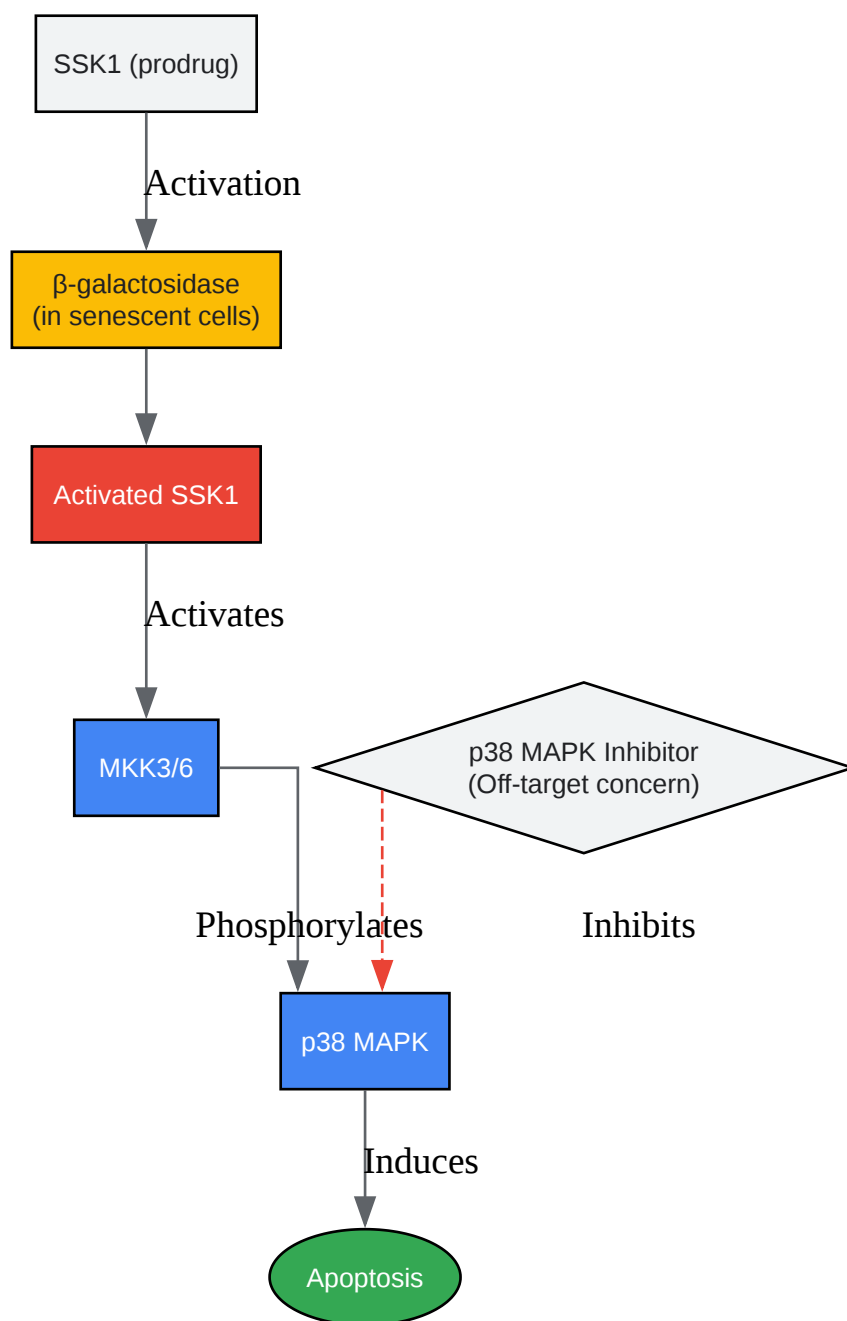 SSK1 (prodrug)
Activation
β-galactosidase
(in senescent cells)
Activated SSK1
Activates
MKK3/6
p38 MAPK Inhibitor
(Off-target concern)
Phosphorylates
Inhibits
p38 MAPK
Induces
Apoptosis